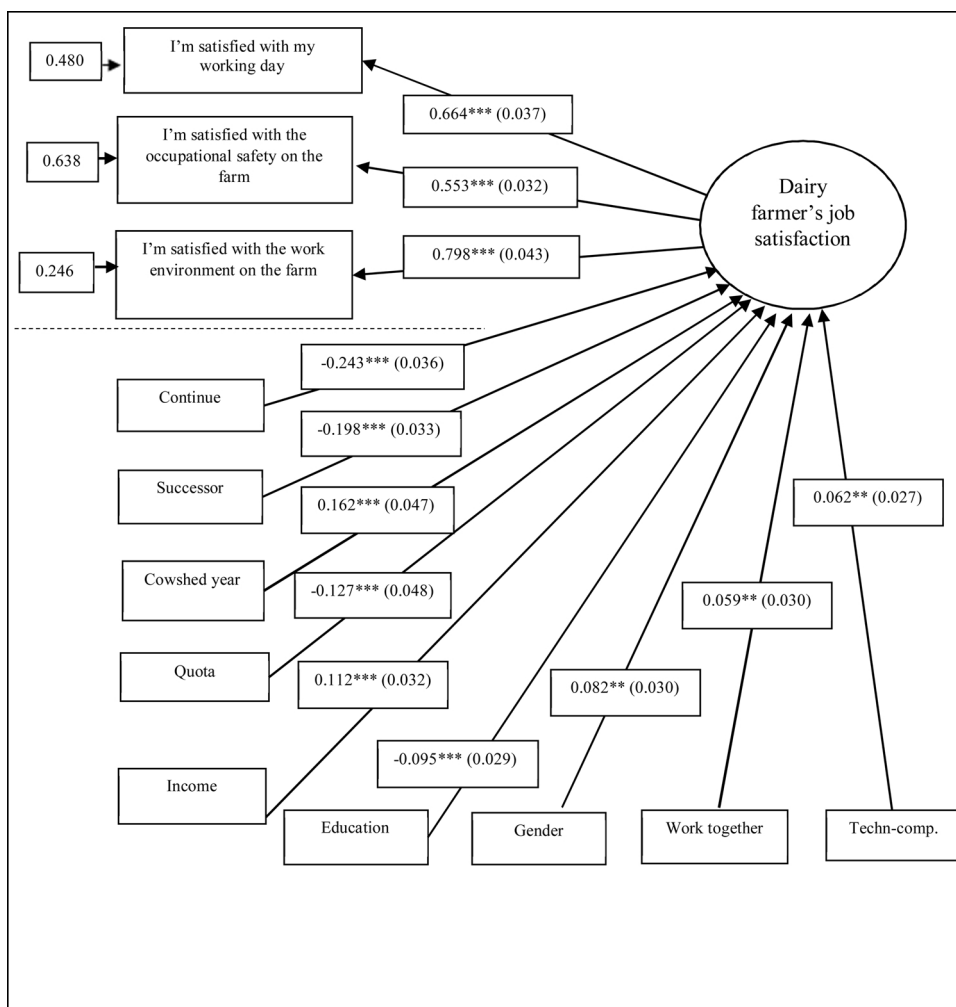 0.480
I’m satisfied with my
working day
0.664*** (0.037)
0.638
I’m satisfied with the
occupational safety on the
farm
0.553*** (0.032)
Dairy
farmer’s job
satisfaction
0.246
I’m satisfied with the work
environment on the farm
0.798*** (0.043)
Continue
-0.243*** (0.036)
Successor
-0.198*** (0.033)
Cowshed year
0.162*** (0.047)
Quota
-0.127*** (0.048)
Income
0.112*** (0.032)
Education
-0.095*** (0.029)
Gender
0.082** (0.030)
Work together
0.059** (0.030)
Techn-comp.
0.062** (0.027)